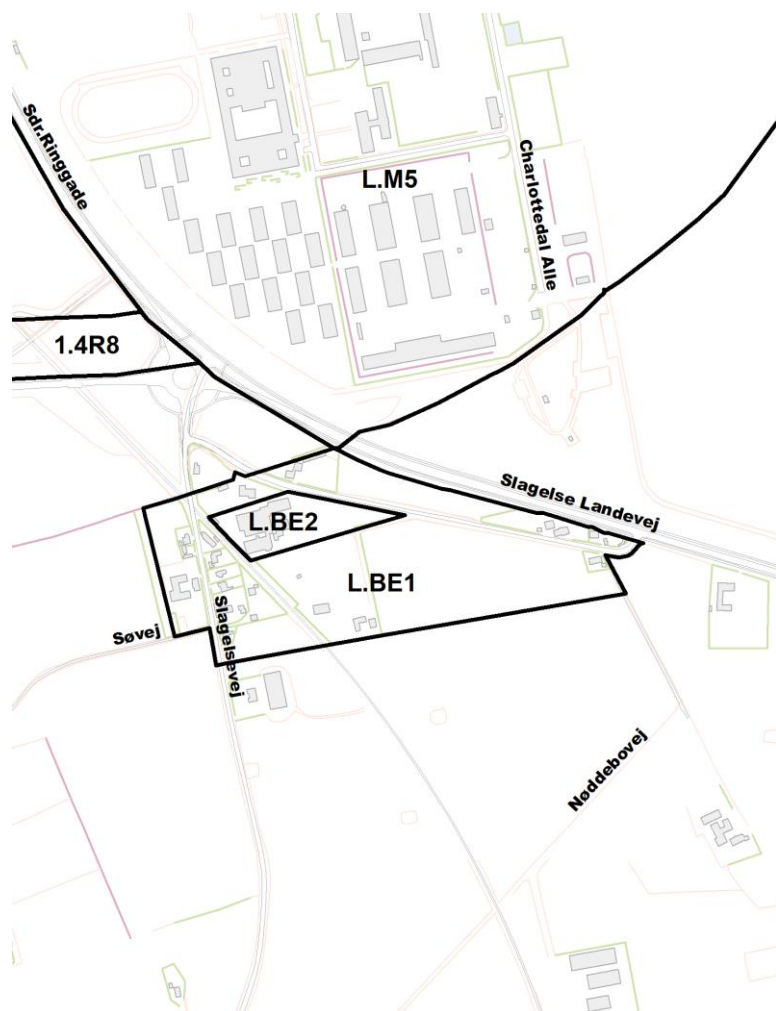 Sdr.Ringgade
L.M5
Charlottedal Alle
1.4R8
Slagelse Landevej
L.BE2
L.BE1
Søvej
Slagelsevej
Nøddebovej